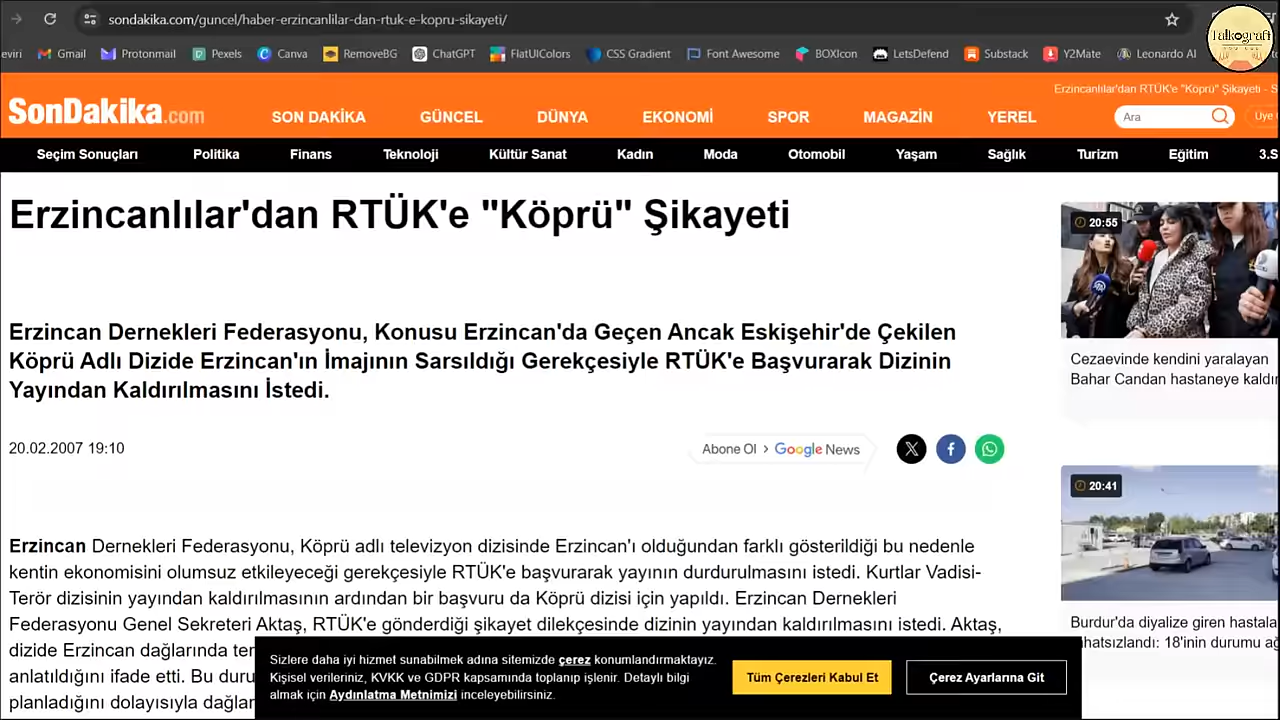 sondakika.com/guncel/haber-erzincanlilar-dan-rtuk-e-kopru-sikayeti/
eviri Gmail Protonmail Pexels Canva RemoveBG ChatGPT FlatUIColors CSS Gradient Font Awesome BOXIcon LetsDefend Substack Y2Mate Leonardo AI
Talkografi
Erzincanlılar'dan RTÜK'e "Köprü" Şikayeti - S
SonDakika.com SON DAKİKA GÜNCEL DÜNYA EKONOMİ SPOR MAGAZİN YEREL Ara Üye
Seçim Sonuçları Politika Finans Teknoloji Kültür Sanat Kadın Moda Otomobil Yaşam Sağlık Turizm Eğitim 3.S
Erzincanlılar'dan RTÜK'e "Köprü" Şikayeti
Erzincan Dernekleri Federasyonu, Konusu Erzincan'da Geçen Ancak Eskişehir'de Çekilen
Köprü Adlı Dizide Erzincan'ın İmajının Sarsıldığı Gerekçesiyle RTÜK'e Başvurarak Dizinin
Yayından Kaldırılmasını İstedi.
20.02.2007 19:10
Abone Ol > Google News
Erzincan Dernekleri Federasyonu, Köprü adlı televizyon dizisinde Erzincan'ı olduğundan farklı gösterildiği bu nedenle
kentin ekonomisini olumsuz etkileyeceği gerekçesiyle RTÜK'e başvurarak yayının durdurulmasını istedi. Kurtlar Vadisi-
Terör dizisinin yayından kaldırılmasının ardından bir başvuru da Köprü dizisi için yapıldı. Erzincan Dernekleri
Federasyonu Genel Sekreteri Aktaş, RTÜK'e gönderdiği şikayet dilekçesinde dizinin yayından kaldırılmasını istedi. Aktaş,
dizide Erzincan dağlarında ter
anlatıldığını ifade etti. Bu duru
planladığını dolayısıyla dağlar
20:55
Cezaevinde kendini yaralayan
Bahar Candan hastaneye kaldır
20:41
Burdur'da diyalize giren hastala
ahatsızlandı: 18'inin durumu ağ
Sizlere daha iyi hizmet sunabilmek adına sitemizde çerez konumlandırmaktayız.
Kişisel verileriniz, KVKK ve GDPR kapsamında toplanıp işlenir. Detaylı bilgi
almak için Aydınlatma Metnimizi inceleyebilirsiniz.
Tüm Çerezleri Kabul Et
Çerez Ayarlarına Git